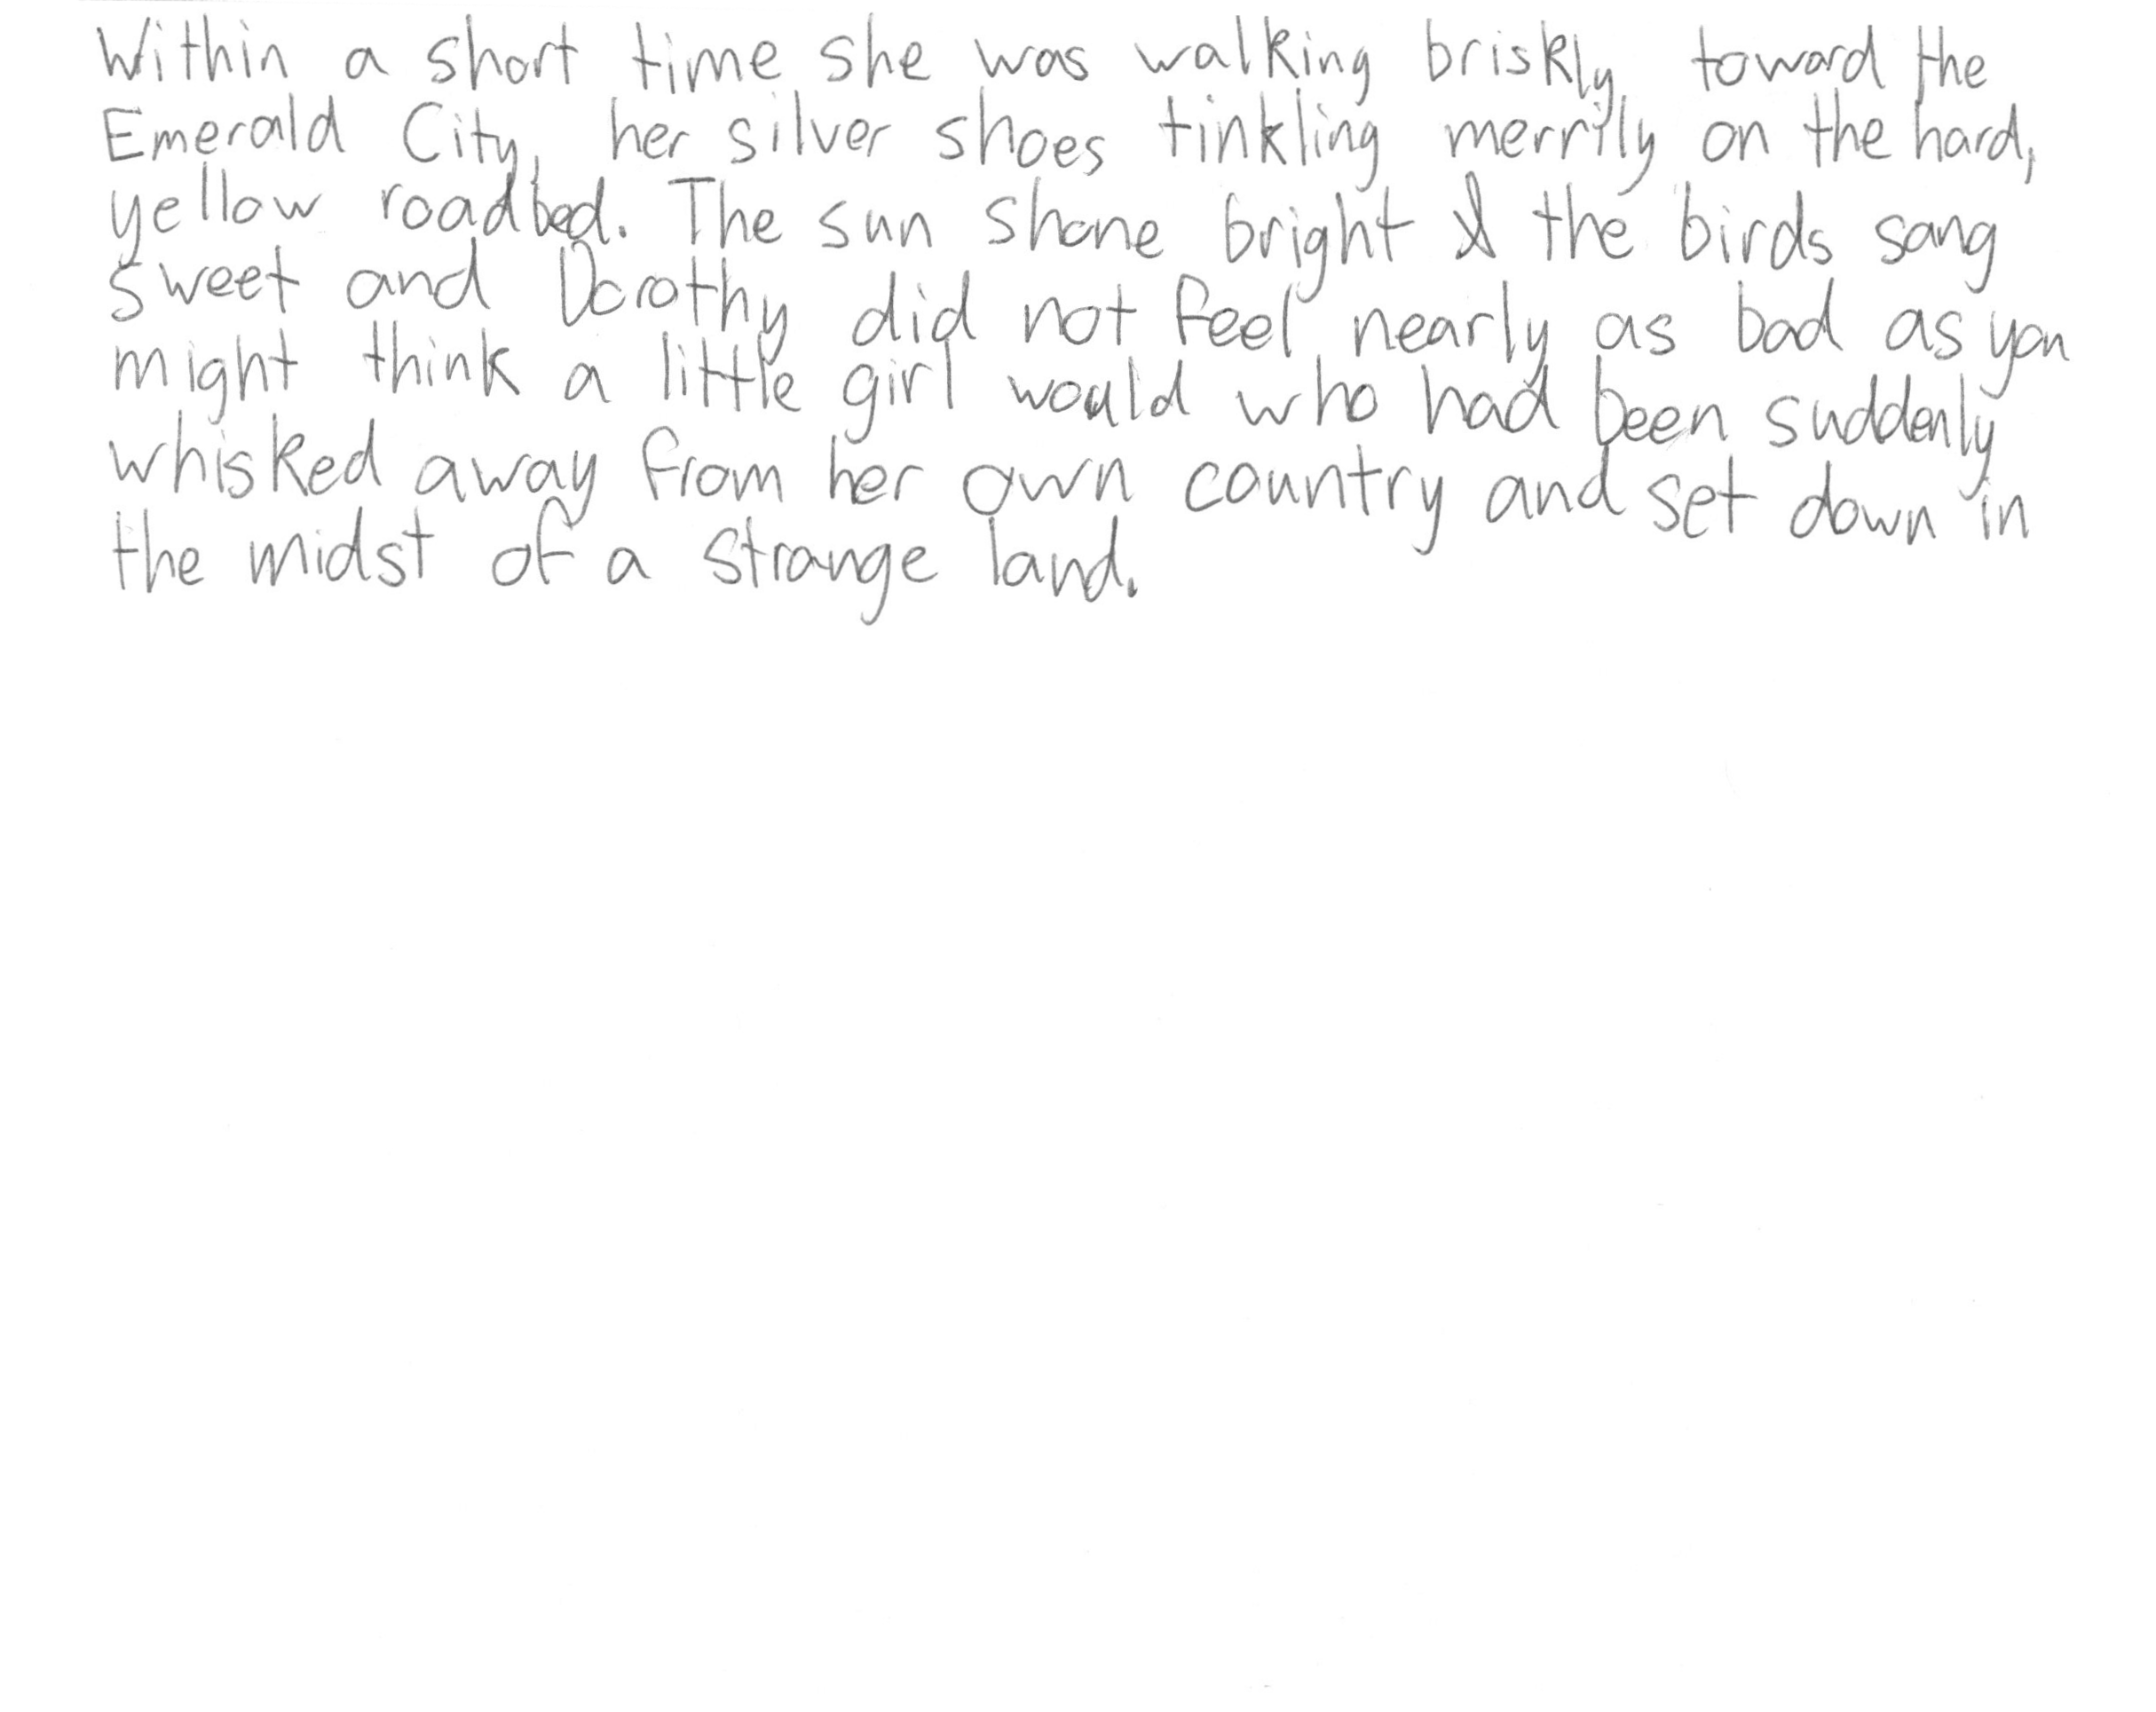 Within a short time she was walking briskly toward the
Emerald City, her silver shoes tinkling merrily on the hard,
yellow roadbed. The sun shone bright & the birds sang
sweet and Dorothy did not feel nearly as bad as you
might think a little girl would who had been suddenly
whisked away from her own country and set down in
the midst of a strange land.